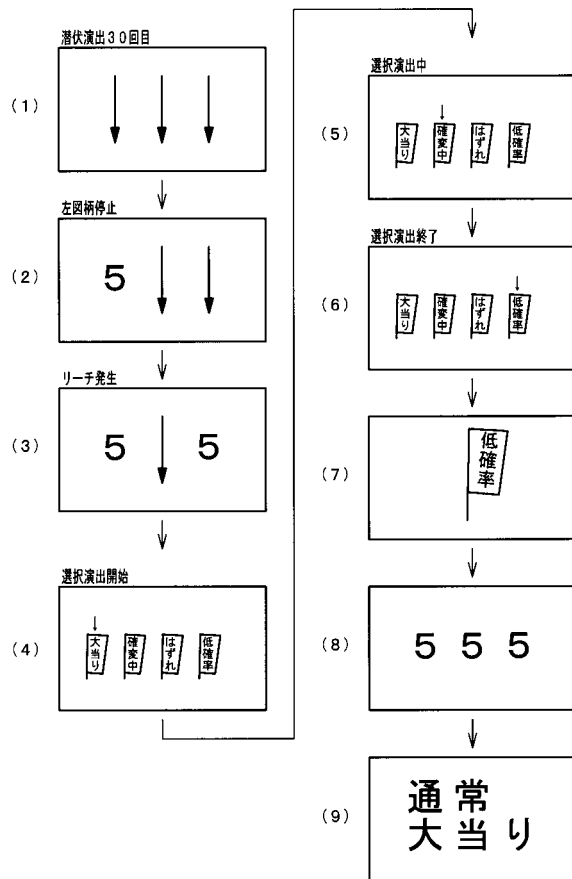 潜伏演出30回目
(1)
左図柄停止
(2)
5
リーチ発生
(3)
5 5
選択演出開始
(4)
大当り 確変中 はずれ 低確率
選択演出中
(5)
大当り 確変中 はずれ 低確率
選択演出終了
(6)
大当り 確変中 はずれ 低確率
(7)
低確率
(8)
5 5 5
(9)
通常
大当り